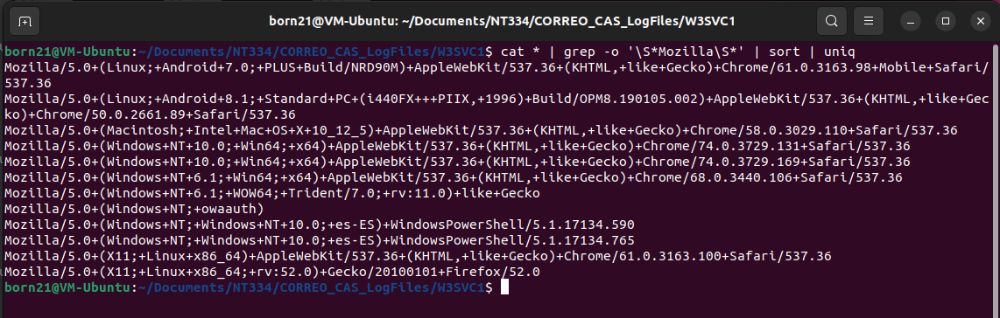 born21@VM-Ubuntu: ~/Documents/NT334/CORREO_CAS_LogFiles/W3SVC1
born21@VM-Ubuntu:~/Documents/NT334/CORREO_CAS_LogFiles/W3SVC1$ cat * | grep -o '\S*Mozilla\S*' | sort | uniq
Mozilla/5.0+(Linux;+Android+7.0;+PLUS+Build/NRD90M)+AppleWebKit/537.36+(KHTML,+like+Gecko)+Chrome/61.0.3163.98+Mobile+Safari/
537.36
Mozilla/5.0+(Linux;+Android+8.1;+Standard+PC+(i440FX+++PIIX,+1996)+Build/OPM8.190105.002)+AppleWebKit/537.36+(KHTML,+like+Gec
ko)+Chrome/50.0.2661.89+Safari/537.36
Mozilla/5.0+(Macintosh;+Intel+Mac+OS+X+10_12_5)+AppleWebKit/537.36+(KHTML,+like+Gecko)+Chrome/58.0.3029.110+Safari/537.36
Mozilla/5.0+(Windows+NT+10.0;+Win64;+x64)+AppleWebKit/537.36+(KHTML,+like+Gecko)+Chrome/74.0.3729.131+Safari/537.36
Mozilla/5.0+(Windows+NT+10.0;+Win64;+x64)+AppleWebKit/537.36+(KHTML,+like+Gecko)+Chrome/74.0.3729.169+Safari/537.36
Mozilla/5.0+(Windows+NT+6.1;+Win64;+x64)+AppleWebKit/537.36+(KHTML,+like+Gecko)+Chrome/68.0.3440.106+Safari/537.36
Mozilla/5.0+(Windows+NT+6.1;+WOW64;+Trident/7.0;+rv:11.0)+like+Gecko
Mozilla/5.0+(Windows+NT;+owaauth)
Mozilla/5.0+(Windows+NT;+Windows+NT+10.0;+es-ES)+WindowsPowerShell/5.1.17134.590
Mozilla/5.0+(Windows+NT;+Windows+NT+10.0;+es-ES)+WindowsPowerShell/5.1.17134.765
Mozilla/5.0+(X11;+Linux+x86_64)+AppleWebKit/537.36+(KHTML,+like+Gecko)+Chrome/61.0.3163.100+Safari/537.36
Mozilla/5.0+(X11;+Linux+x86_64;+rv:52.0)+Gecko/20100101+Firefox/52.0
born21@VM-Ubuntu:~/Documents/NT334/CORREO_CAS_LogFiles/W3SVC1$